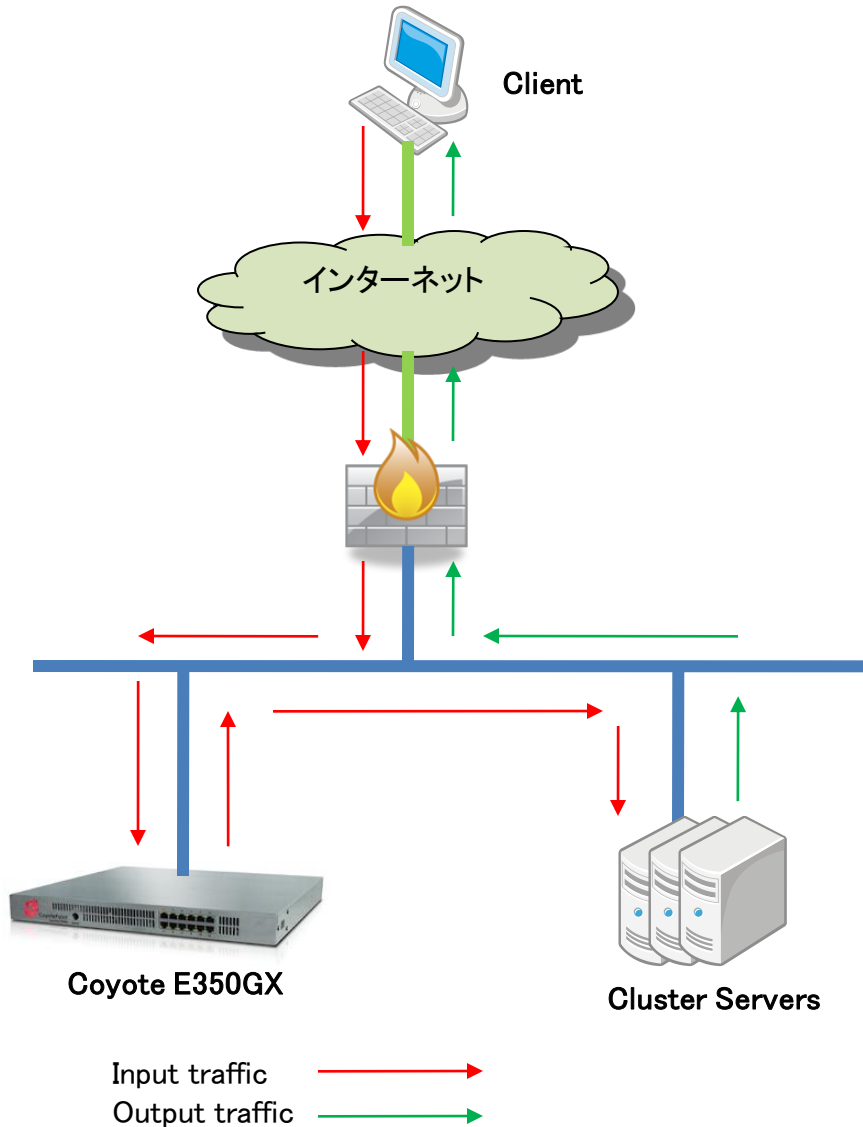 Client
インターネット
Coyote E350GX
Cluster Servers
Input traffic
Output traffic